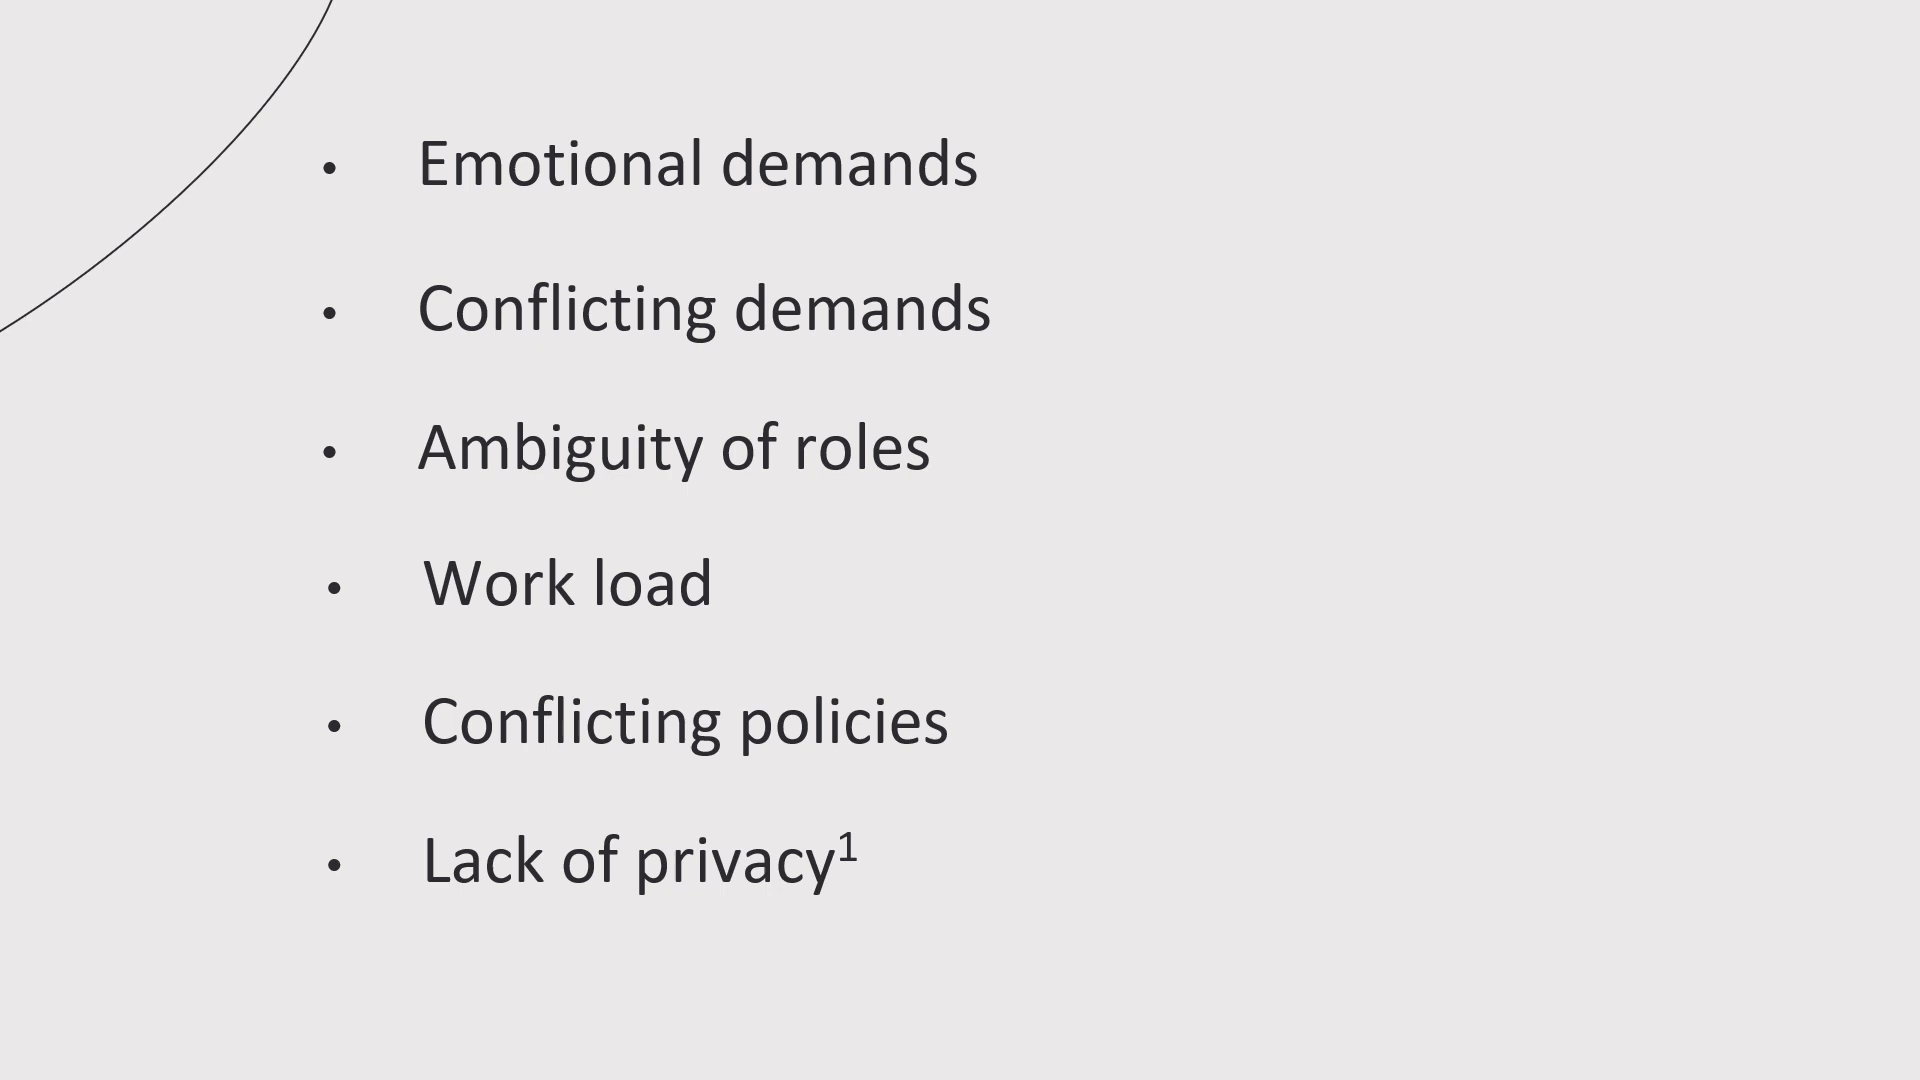 • Emotional demands
• Conflicting demands
• Ambiguity of roles
• Work load
• Conflicting policies
• Lack of privacy¹